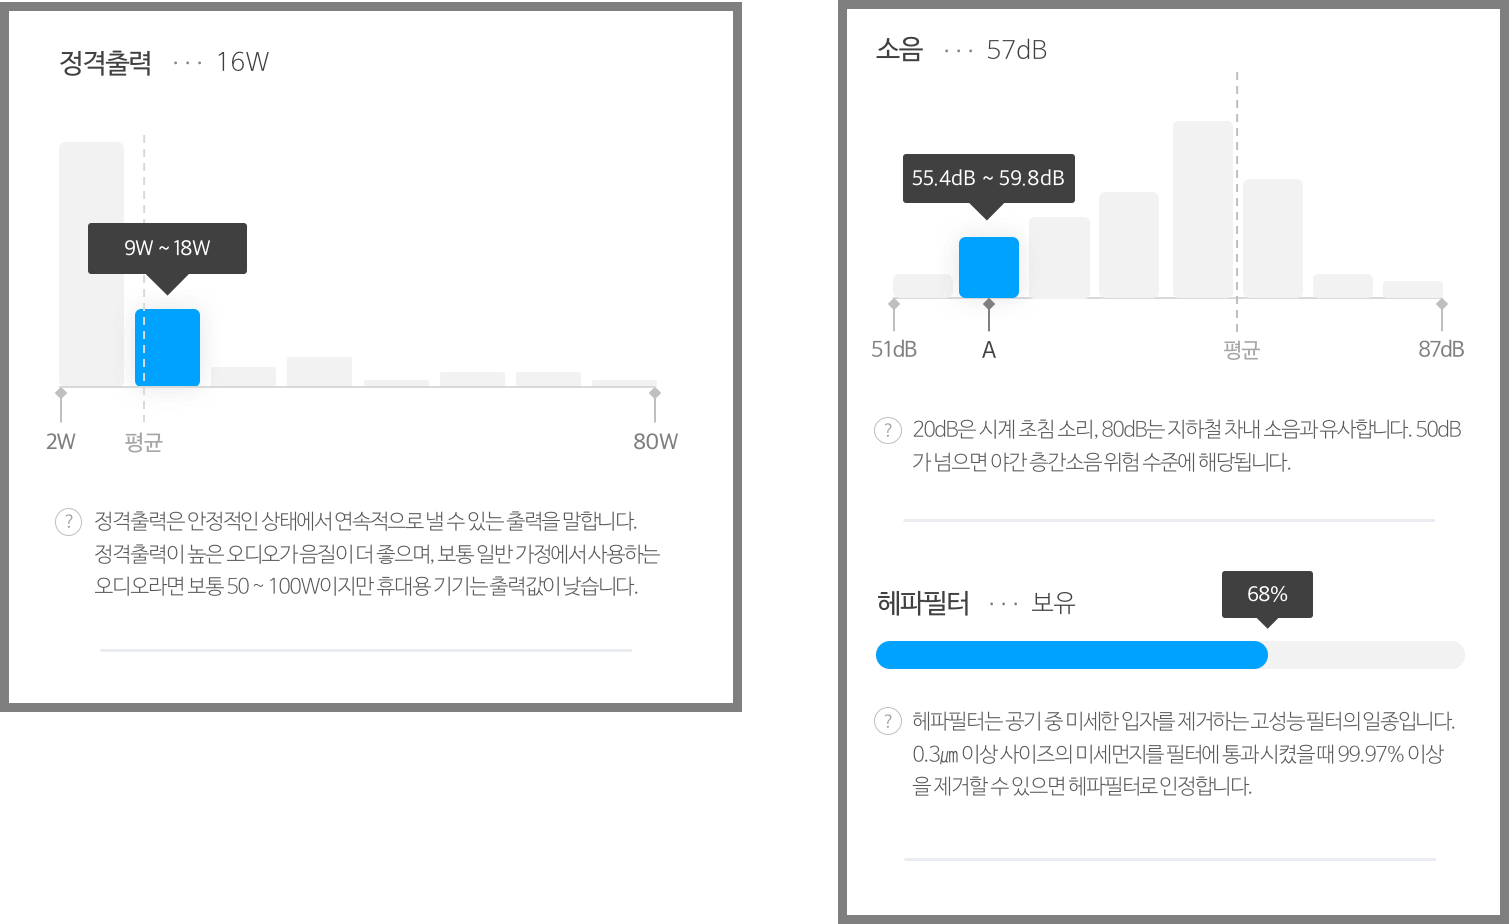 정격출력 ··· 16W
9W ~ 18W
2W 평균 80W
? 정격출력은 안정적인 상태에서 연속적으로 낼 수 있는 출력을 말합니다.
정격출력이 높은 오디오가 음질이 더 좋으며, 보통 일반 가정에서 사용하는
오디오라면 보통 50 ~ 100W이지만 휴대용 기기는 출력값이 낮습니다.
소음 ··· 57dB
55.4dB ~ 59.8dB
51dB A 평균 87dB
? 20dB은 시계 초침 소리, 80dB는 지하철 차내 소음과 유사합니다. 50dB
가 넘으면 야간 층간소음 위험 수준에 해당됩니다.
헤파필터 ··· 보유
68%
? 헤파필터는 공기 중 미세한 입자를 제거하는 고성능 필터의 일종입니다.
0.3㎛ 이상 사이즈의 미세먼지를 필터에 통과시켰을 때 99.97% 이상
을 제거할 수 있으면 헤파필터로 인정합니다.